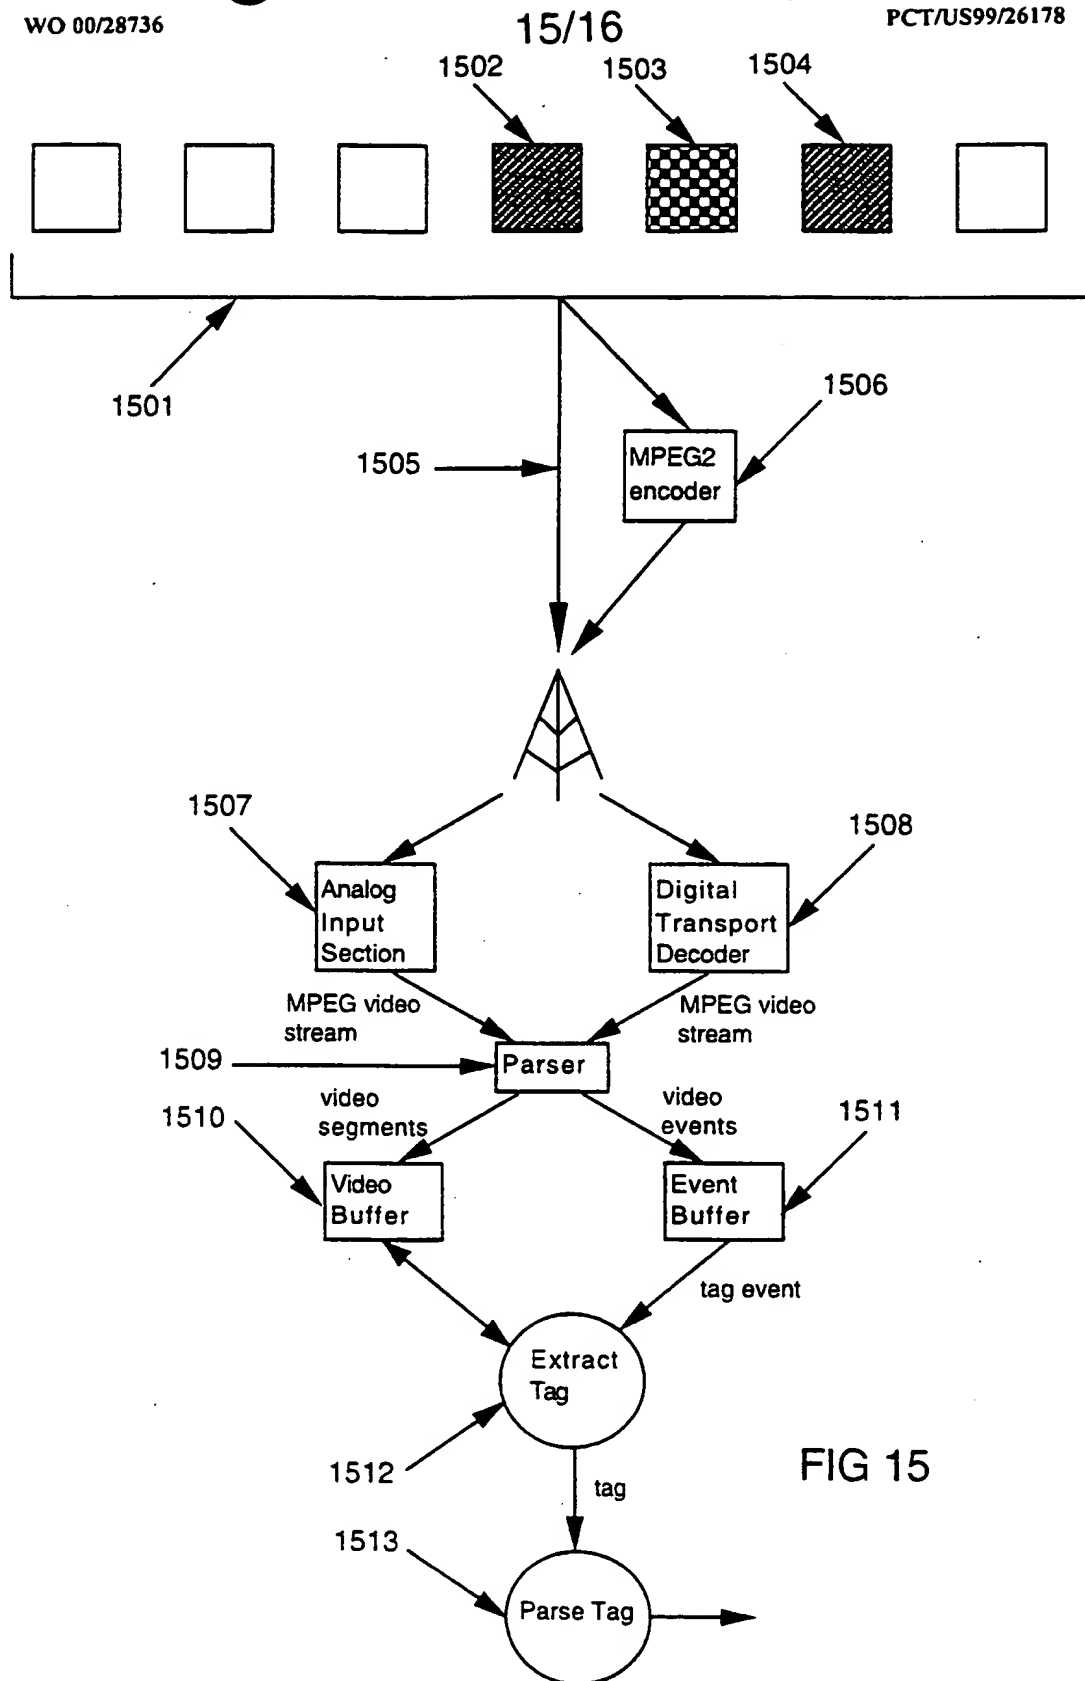 WO 00/28736
15/16
PCT/US99/26178
1502
1503
1504
1501
1505
1506
MPEG2
encoder
1507
1508
Analog
Input
Section
Digital
Transport
Decoder
MPEG video
stream
MPEG video
stream
1509
Parser
video
segments
video
events
1510
1511
Video
Buffer
Event
Buffer
tag event
Extract
Tag
1512
tag
FIG 15
1513
Parse Tag